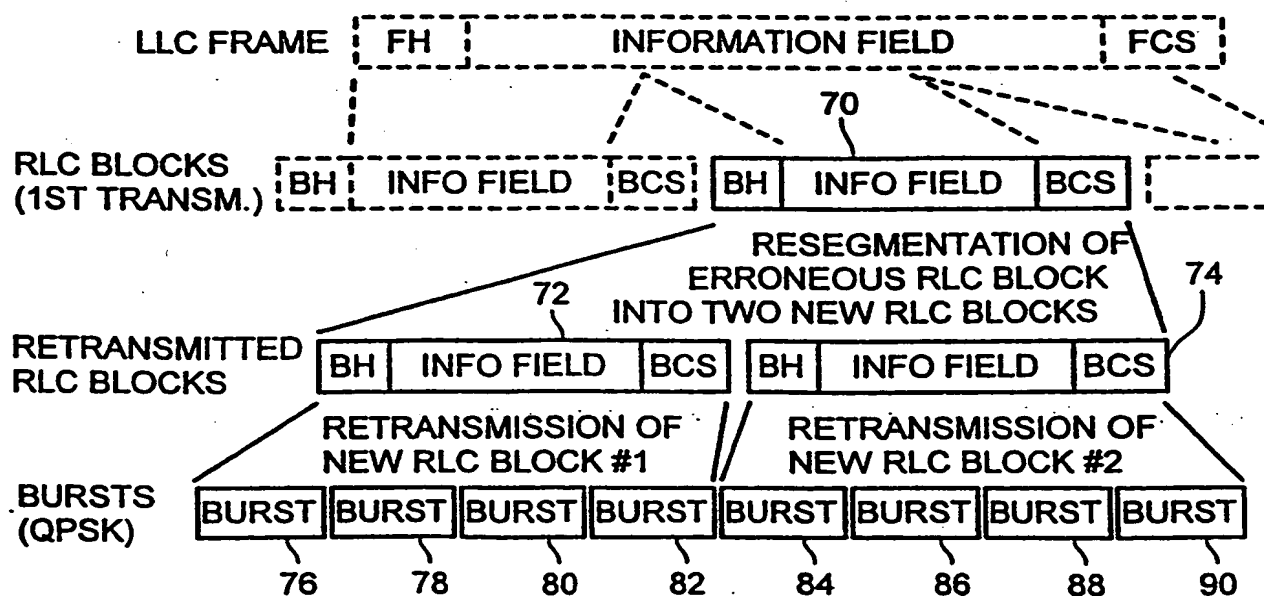 LLC FRAME FH INFORMATION FIELD FCS
70
RLC BLOCKS
(1ST TRANSM.)
BH INFO FIELD BCS BH INFO FIELD BCS
RESEGMENTATION OF
ERRONEOUS RLC BLOCK
INTO TWO NEW RLC BLOCKS
72
74
RETRANSMITTED
RLC BLOCKS
BH INFO FIELD BCS BH INFO FIELD BCS
RETRANSMISSION OF
NEW RLC BLOCK #1
RETRANSMISSION OF
NEW RLC BLOCK #2
BURSTS
(QPSK)
BURST BURST BURST BURST BURST BURST BURST BURST
76 78 80 82 84 86 88 90